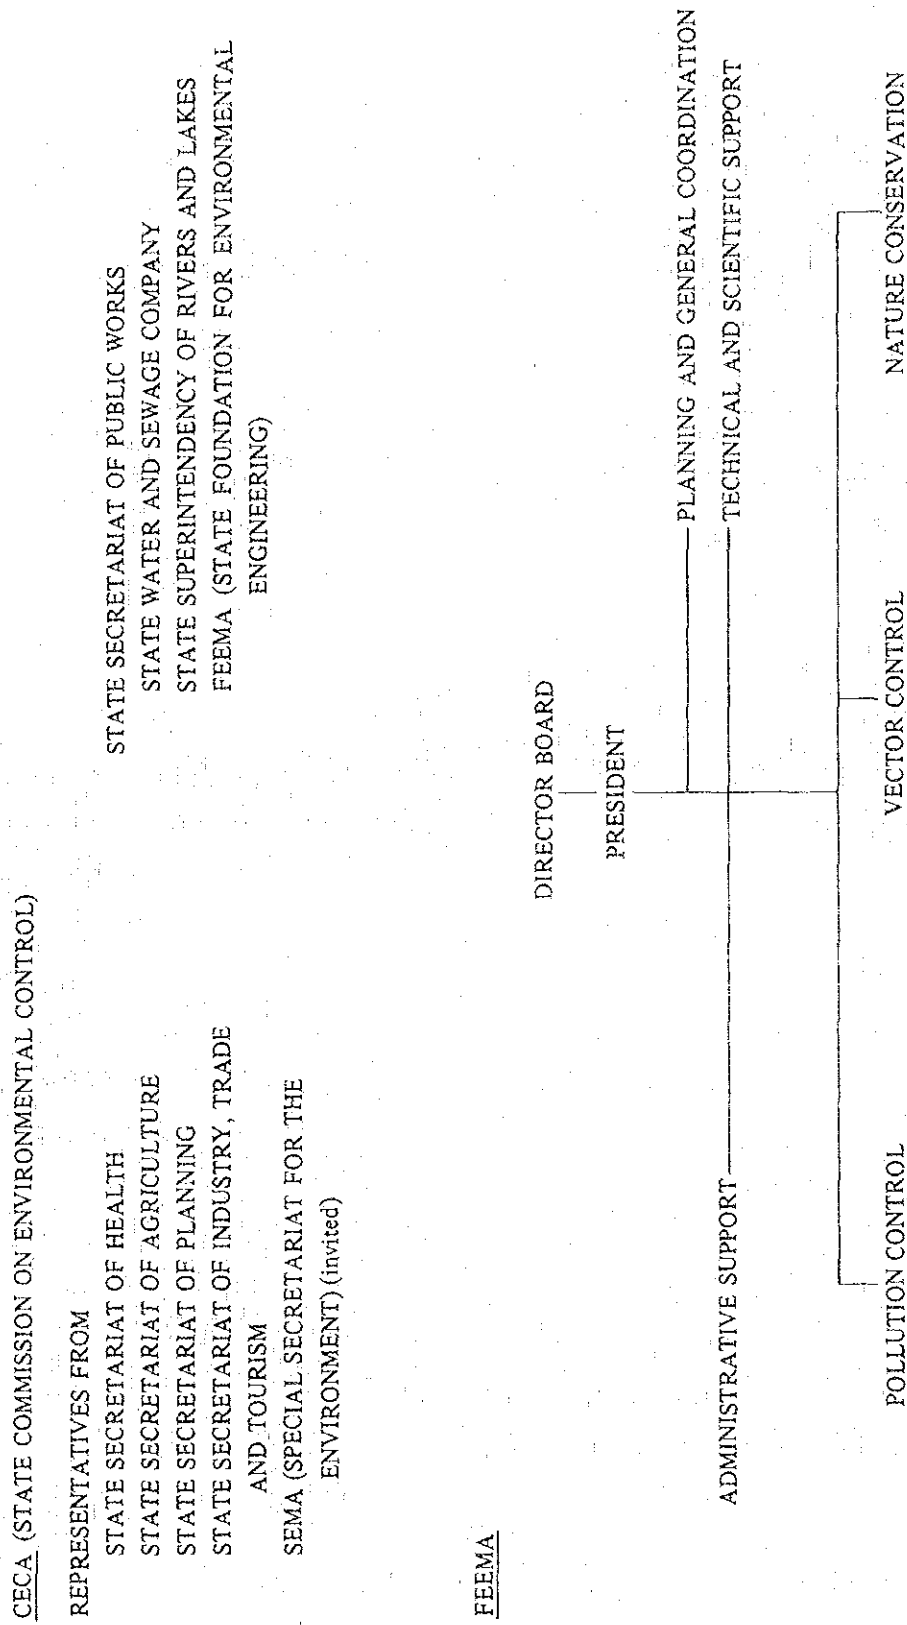 CECA (STATE COMMISSION ON ENVIRONMENTAL CONTROL)
REPRESENTATIVES FROM
STATE SECRETARIAT OF HEALTH
STATE SECRETARIAT OF AGRICULTURE
STATE SECRETARIAT OF PLANNING
STATE SECRETARIAT OF INDUSTRY, TRADE
AND TOURISM
SEMA (SPECIAL SECRETARIAT FOR THE
ENVIRONMENT) (invited)
STATE SECRETARIAT OF PUBLIC WORKS
STATE WATER AND SEWAGE COMPANY
STATE SUPERINTENDENCY OF RIVERS AND LAKES
FEEMA (STATE FOUNDATION FOR ENVIRONMENTAL
ENGINEERING)
FEEMA
DIRECTOR BOARD
PRESIDENT
PLANNING AND GENERAL COORDINATION
ADMINISTRATIVE SUPPORT
TECHNICAL AND SCIENTIFIC SUPPORT
POLLUTION CONTROL
VECTOR CONTROL
NATURE CONSERVATION